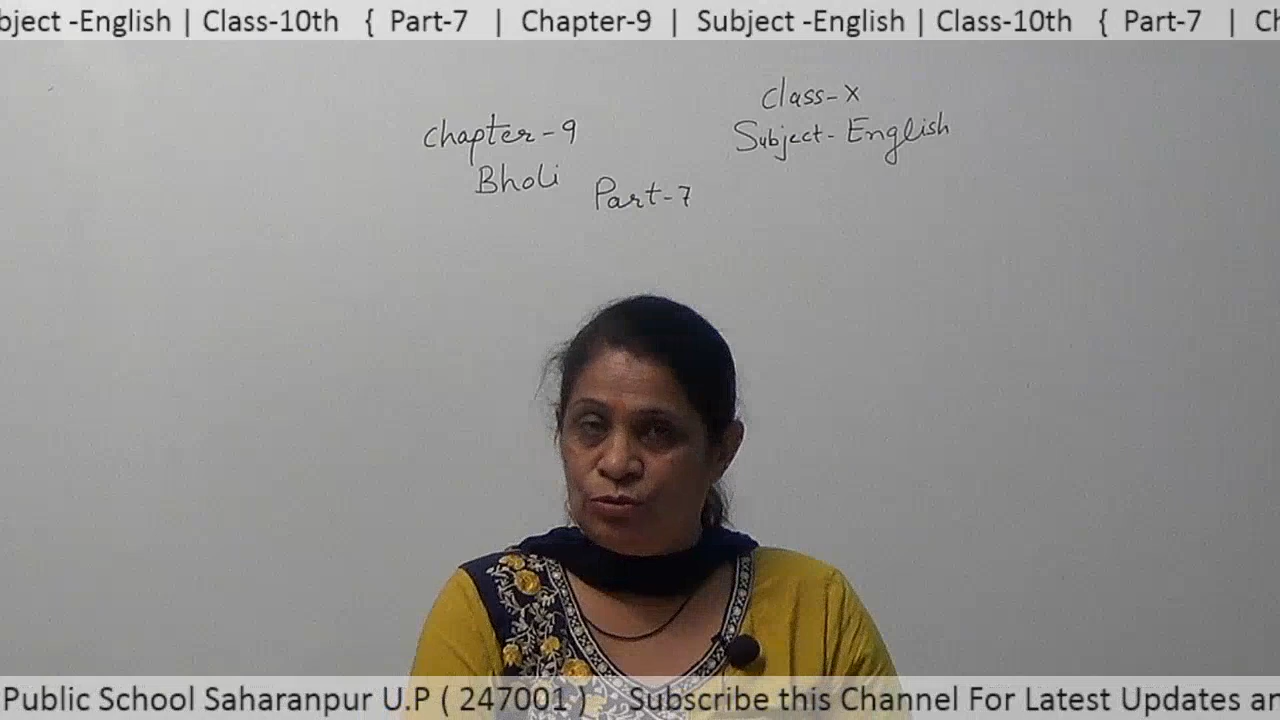 bject -English | Class-10th { Part-7 | Chapter-9 | Subject -English | Class-10th { Part-7 | Ch
Class-X
Chapter-9
Subject-English
Bholi
Part-7
Public School Saharanpur U.P ( 247001 ) Subscribe this Channel For Latest Updates an